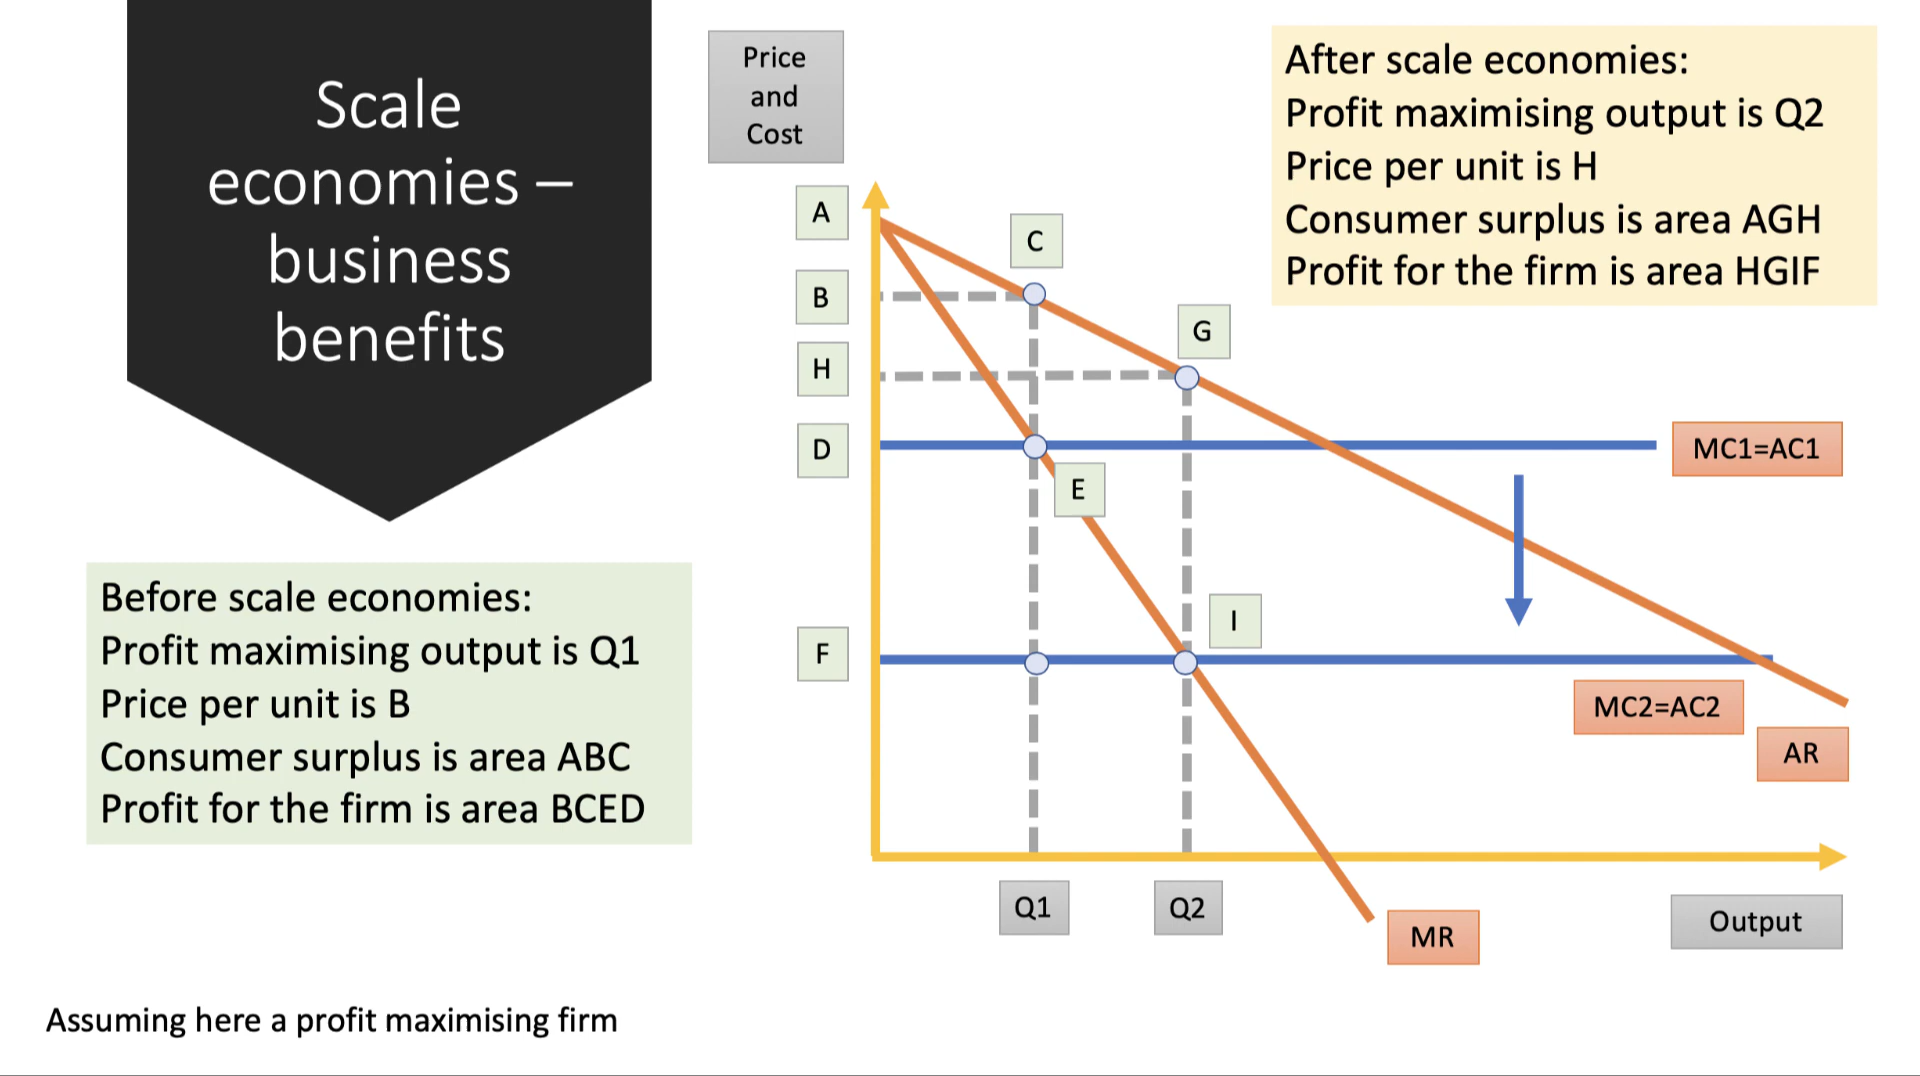 Scale
economies –
business
benefits
Before scale economies:
Profit maximising output is Q1
Price per unit is B
Consumer surplus is area ABC
Profit for the firm is area BCED
Assuming here a profit maximising firm
Price
and
Cost
A
B
H
D
F
C
G
E
I
MC1=AC1
MC2=AC2
AR
MR
Q1
Q2
Output
After scale economies:
Profit maximising output is Q2
Price per unit is H
Consumer surplus is area AGH
Profit for the firm is area HGIF